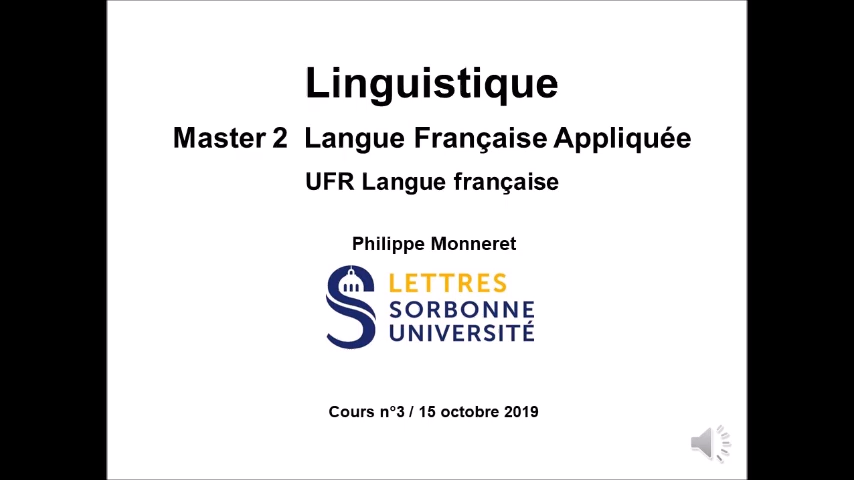 Linguistique
Master 2 Langue Française Appliquée
UFR Langue française
Philippe Monneret
LETTRES
SORBONNE
UNIVERSITÉ
Cours n°3 / 15 octobre 2019